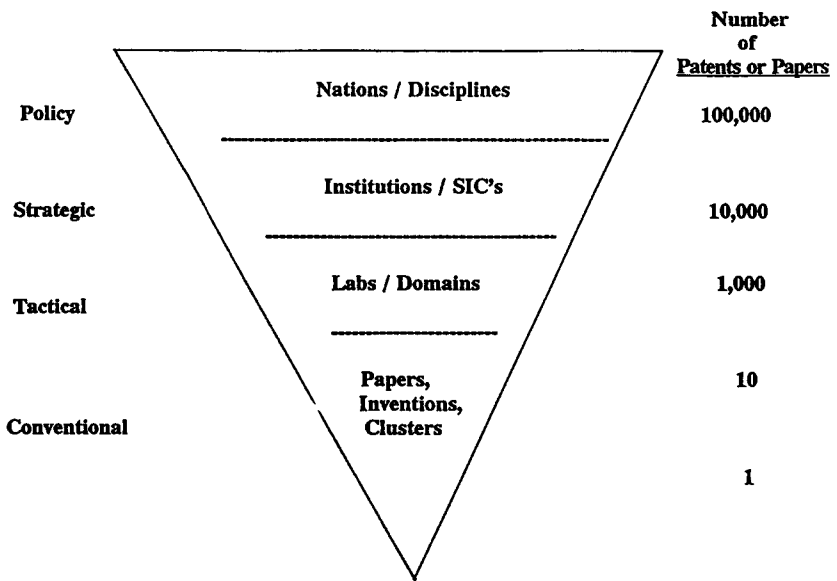 Number
of
Patents or Papers
Nations / Disciplines
Policy
100,000
Institutions / SIC's
Strategic
10,000
Labs / Domains
1,000
Tactical
Papers,
Inventions,
Clusters
10
Conventional
1